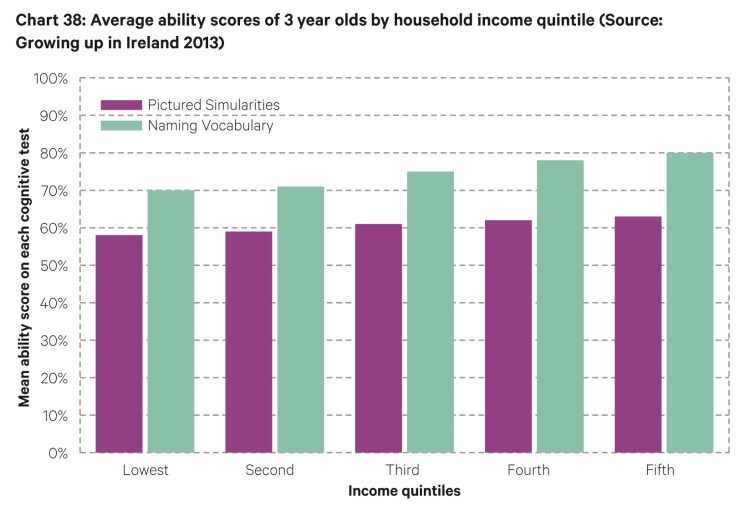 Chart 38: Average ability scores of 3 year olds by household income quintile (Source:
Growing up in Ireland 2013)
100%
90%
80%
70%
60%
50%
40%
30%
20%
10%
0%
Mean ability score on each cognitive test
Pictured Simularities
Naming Vocabulary
Lowest
Second
Third
Fourth
Fifth
Income quintiles